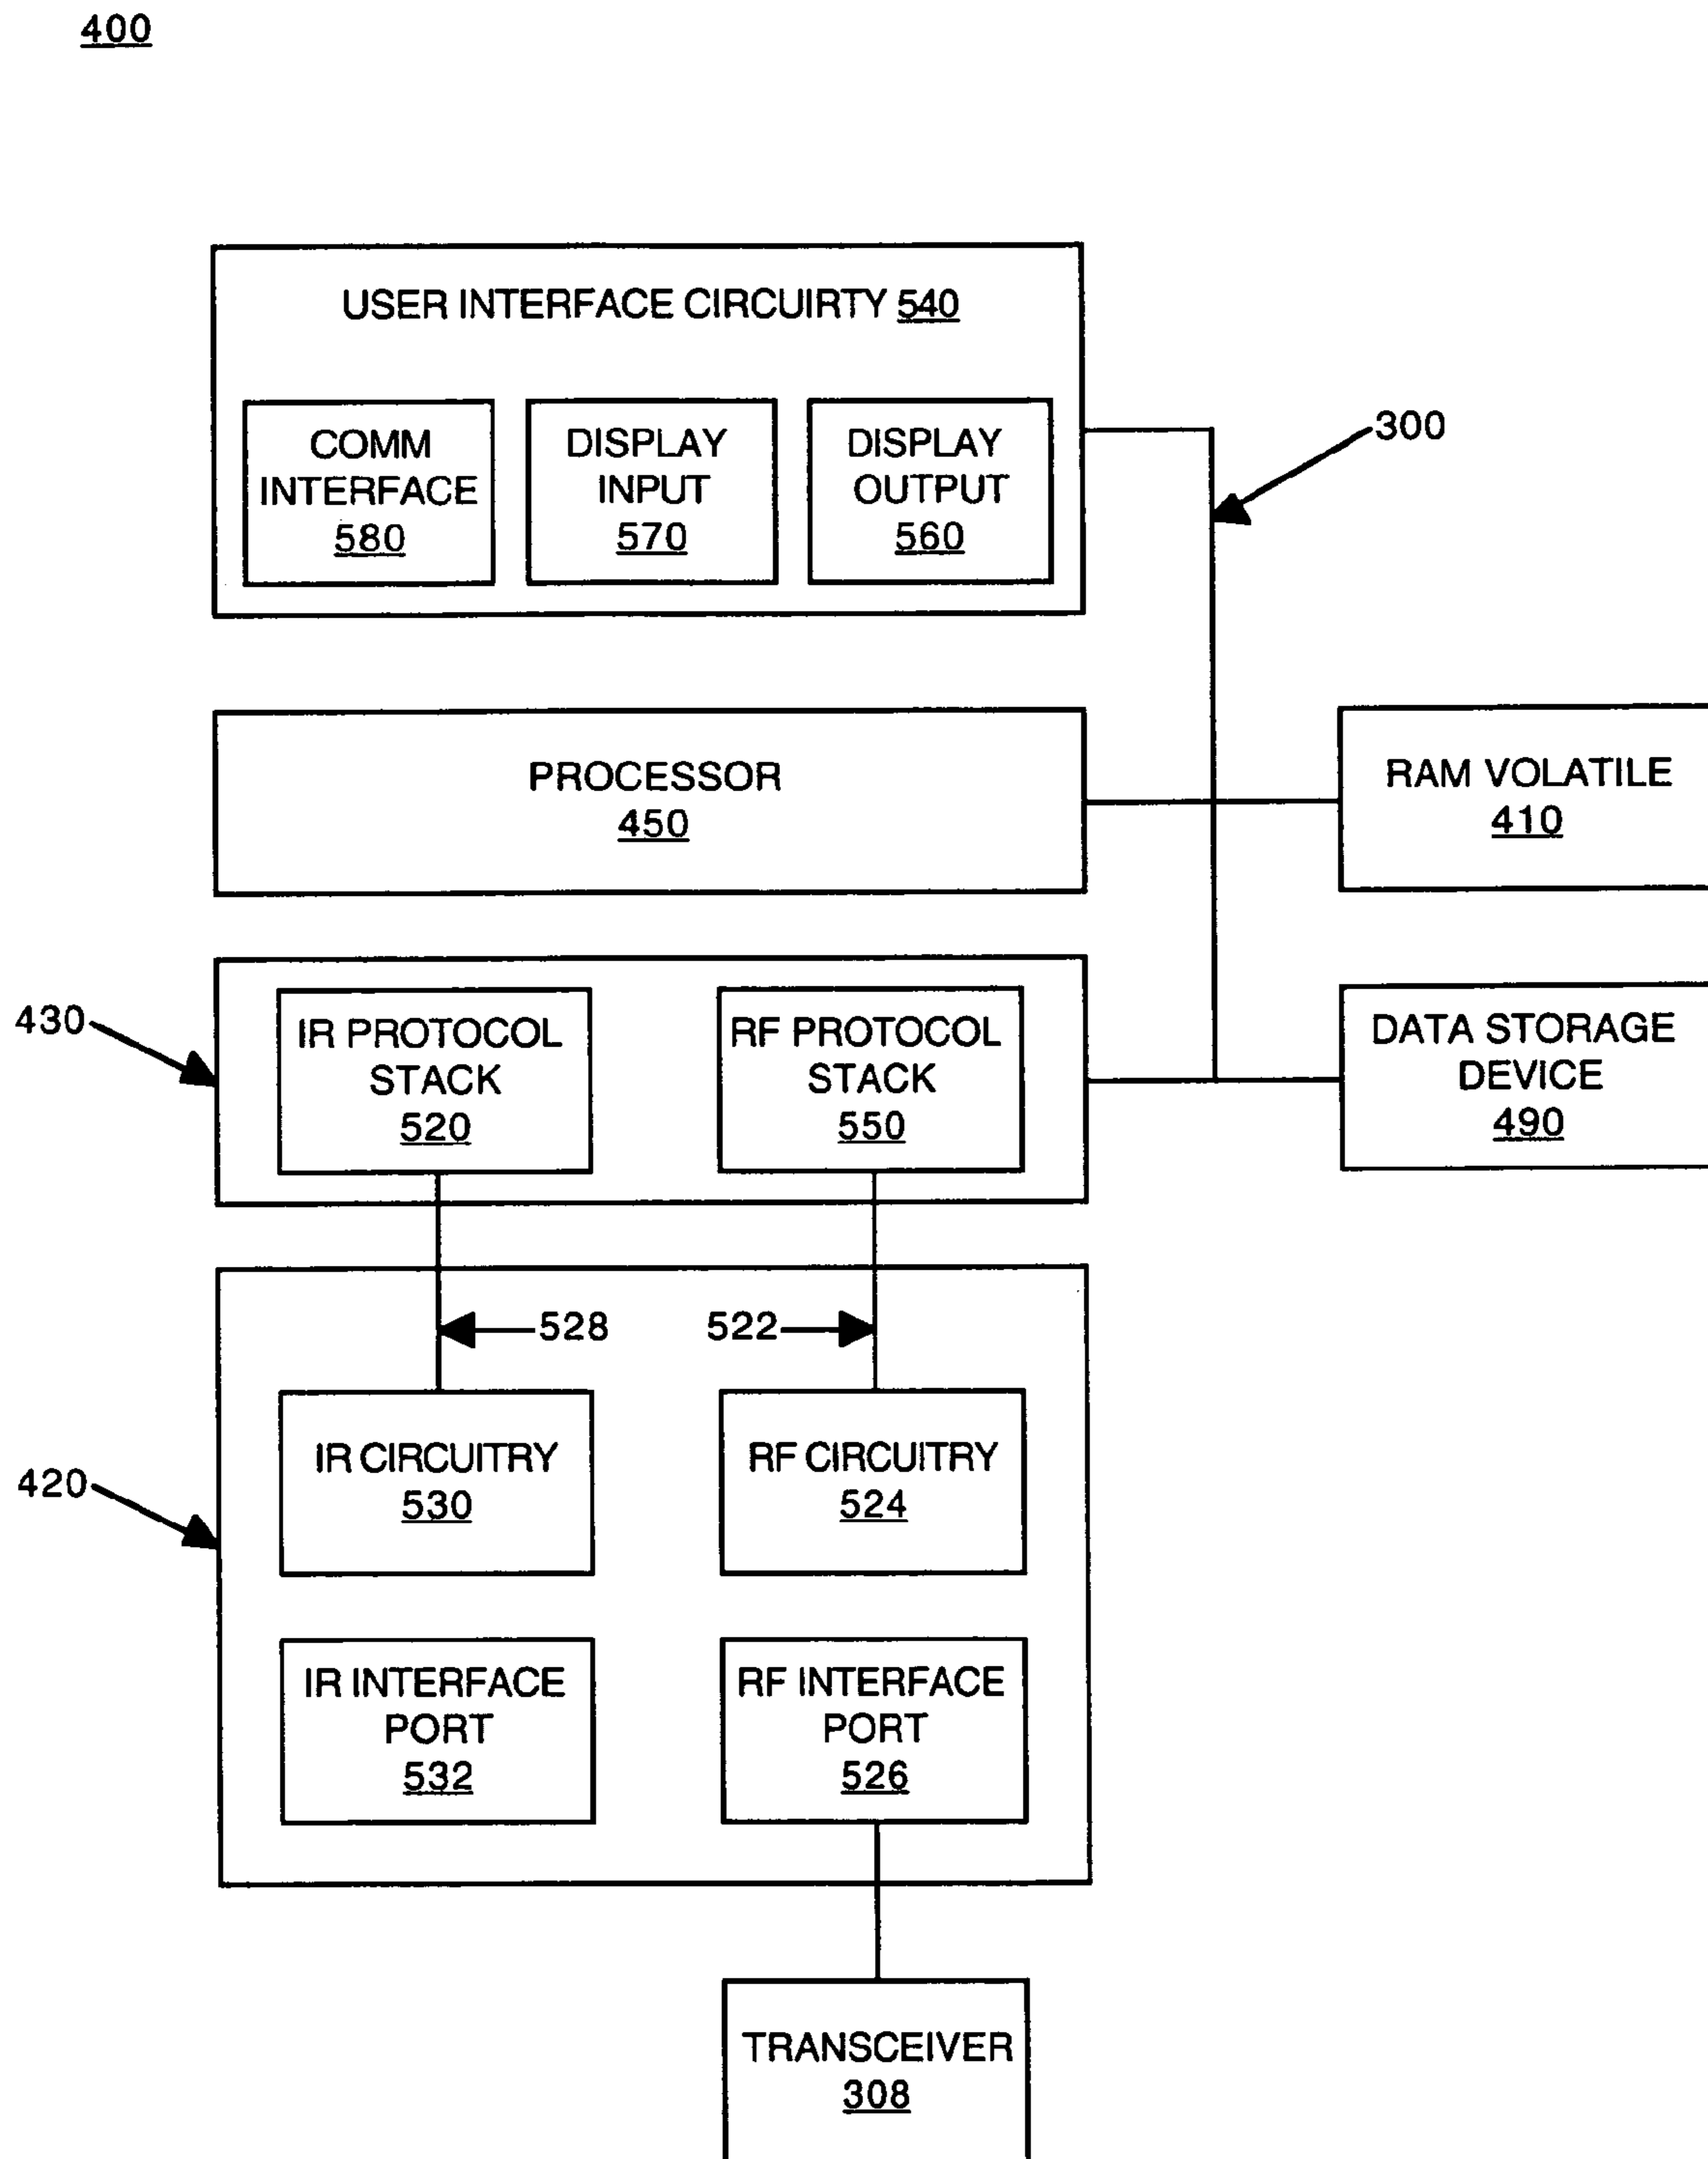 400
USER INTERFACE CIRCUIRTY 540
COMM
INTERFACE
580
DISPLAY
INPUT
570
DISPLAY
OUTPUT
560
300
PROCESSOR
450
RAM VOLATILE
410
430
IR PROTOCOL
STACK
520
RF PROTOCOL
STACK
550
DATA STORAGE
DEVICE
490
528
522
420
IR CIRCUITRY
530
RF CIRCUITRY
524
IR INTERFACE
PORT
532
RF INTERFACE
PORT
526
TRANSCEIVER
308